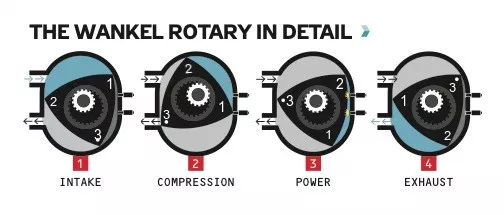 THE WANKEL ROTARY IN DETAIL
1 2 3
2 1 3
2 3 1
3 1 2
1 2 3 4
INTAKE COMPRESSION POWER EXHAUST